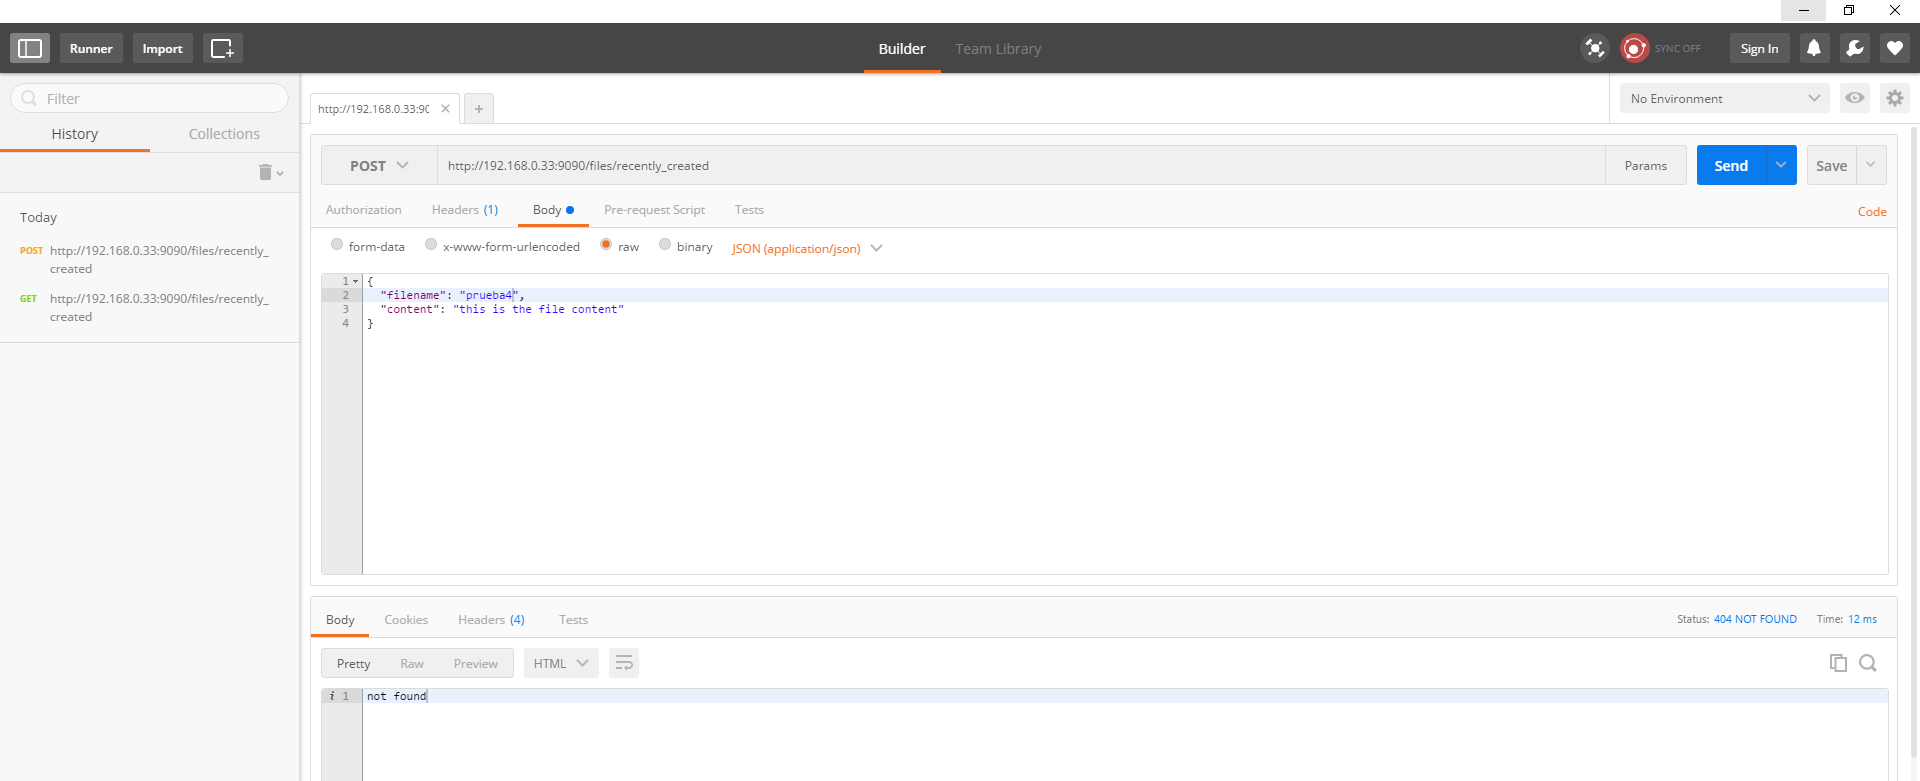 Runner
Import
Builder
Team Library
SYNC OFF
Sign In
Filter
History
Collections
Today
POST http://192.168.0.33:9090/files/recently_
created
GET http://192.168.0.33:9090/files/recently_
created
http://192.168.0.33:90
No Environment
POST
http://192.168.0.33:9090/files/recently_created
Params
Send
Save
Authorization
Headers (1)
Body
Pre-request Script
Tests
Code
form-data
x-www-form-urlencoded
raw
binary
JSON (application/json)
1 {
2 "filename": "prueba4",
3 "content": "this is the file content"
4 }
Body
Cookies
Headers (4)
Tests
Status: 404 NOT FOUND
Time: 12 ms
Pretty
Raw
Preview
HTML
i 1 not found